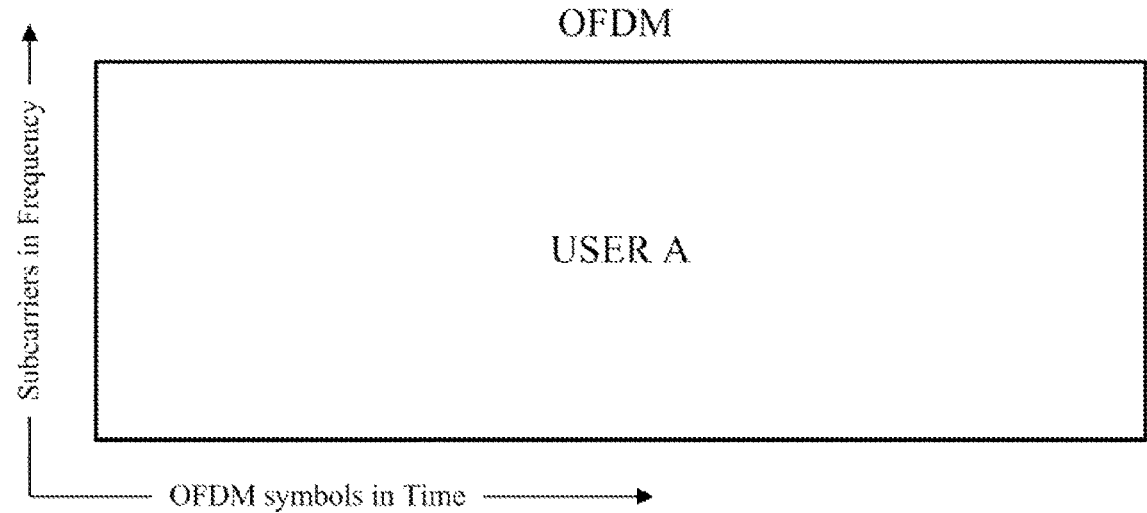 OFDM
Subcarriers in Frequency
USER A
OFDM symbols in Time